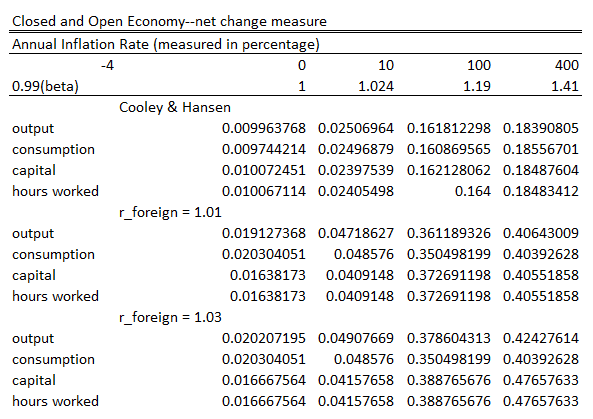 Closed and Open Economy--net change measure
Annual Inflation Rate (measured in percentage)
-4 0 10 100 400
0.99(beta) 1 1.024 1.19 1.41
Cooley & Hansen
output 0.009963768 0.02506964 0.161812298 0.18390805
consumption 0.009744214 0.02496879 0.160869565 0.18556701
capital 0.010072451 0.02397539 0.162128062 0.18487604
hours worked 0.010067114 0.02405498 0.164 0.18483412
r_foreign = 1.01
output 0.019127368 0.04718627 0.361189326 0.40643009
consumption 0.020304051 0.048576 0.350498199 0.40392628
capital 0.01638173 0.0409148 0.372691198 0.40551858
hours worked 0.01638173 0.0409148 0.372691198 0.40551858
r_foreign = 1.03
output 0.020207195 0.04907669 0.378604313 0.42427614
consumption 0.020304051 0.048576 0.350498199 0.40392628
capital 0.016667564 0.04157658 0.388765676 0.47657633
hours worked 0.016667564 0.04157658 0.388765676 0.47657633